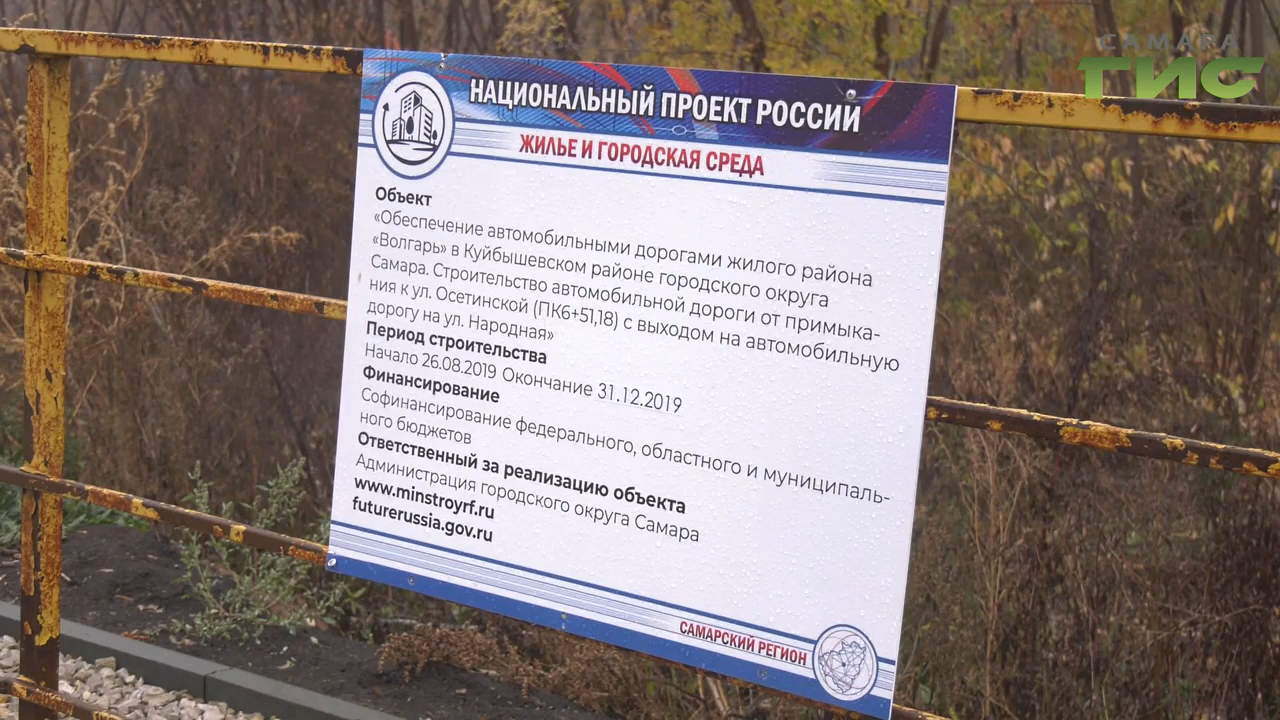 САМАРА
ГИС
НАЦИОНАЛЬНЫЙ ПРОЕКТ РОССИИ
ЖИЛЬЕ И ГОРОДСКАЯ СРЕДА
Объект
«Обеспечение автомобильными дорогами жилого района
«Волгарь» в Куйбышевском районе городского округа
Самара. Строительство автомобильной дороги от примыка-
ния к ул. Осетинской (ПК6+51,18) с выходом на автомобильную
дорогу на ул. Народная»
Период строительства
Начало 26.08.2019 Окончание 31.12.2019
Финансирование
Софинансирование федерального, областного и муниципаль-
ного бюджетов
Ответственный за реализацию объекта
Администрация городского округа Самара
www.minstroyrf.ru
futurerussia.gov.ru
САМАРСКИЙ РЕГИОН